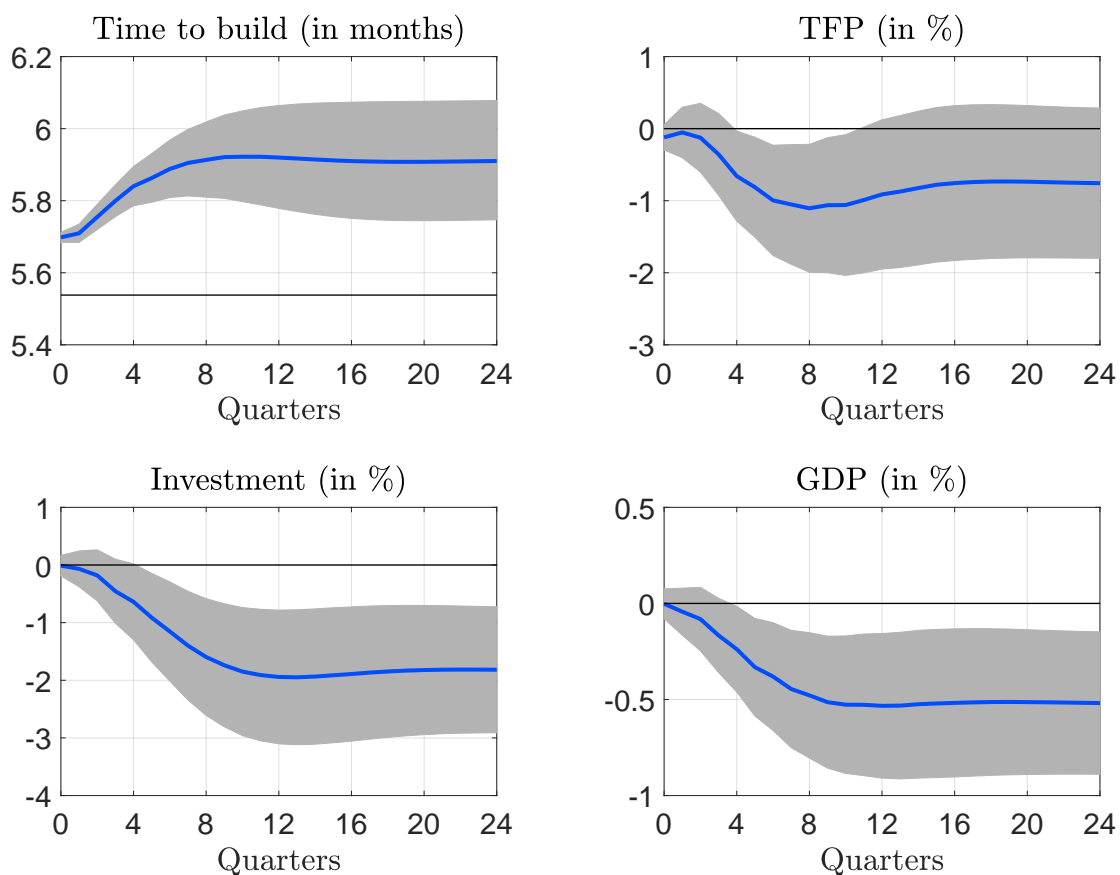 Time to build (in months)
6.2
6
5.8
5.6
5.4
0 4 8 12 16 20 24
Quarters
TFP (in %)
1
0
-1
-2
-3
0 4 8 12 16 20 24
Quarters
Investment (in %)
1
0
-1
-2
-3
-4
0 4 8 12 16 20 24
Quarters
GDP (in %)
0.5
0
-0.5
-1
0 4 8 12 16 20 24
Quarters